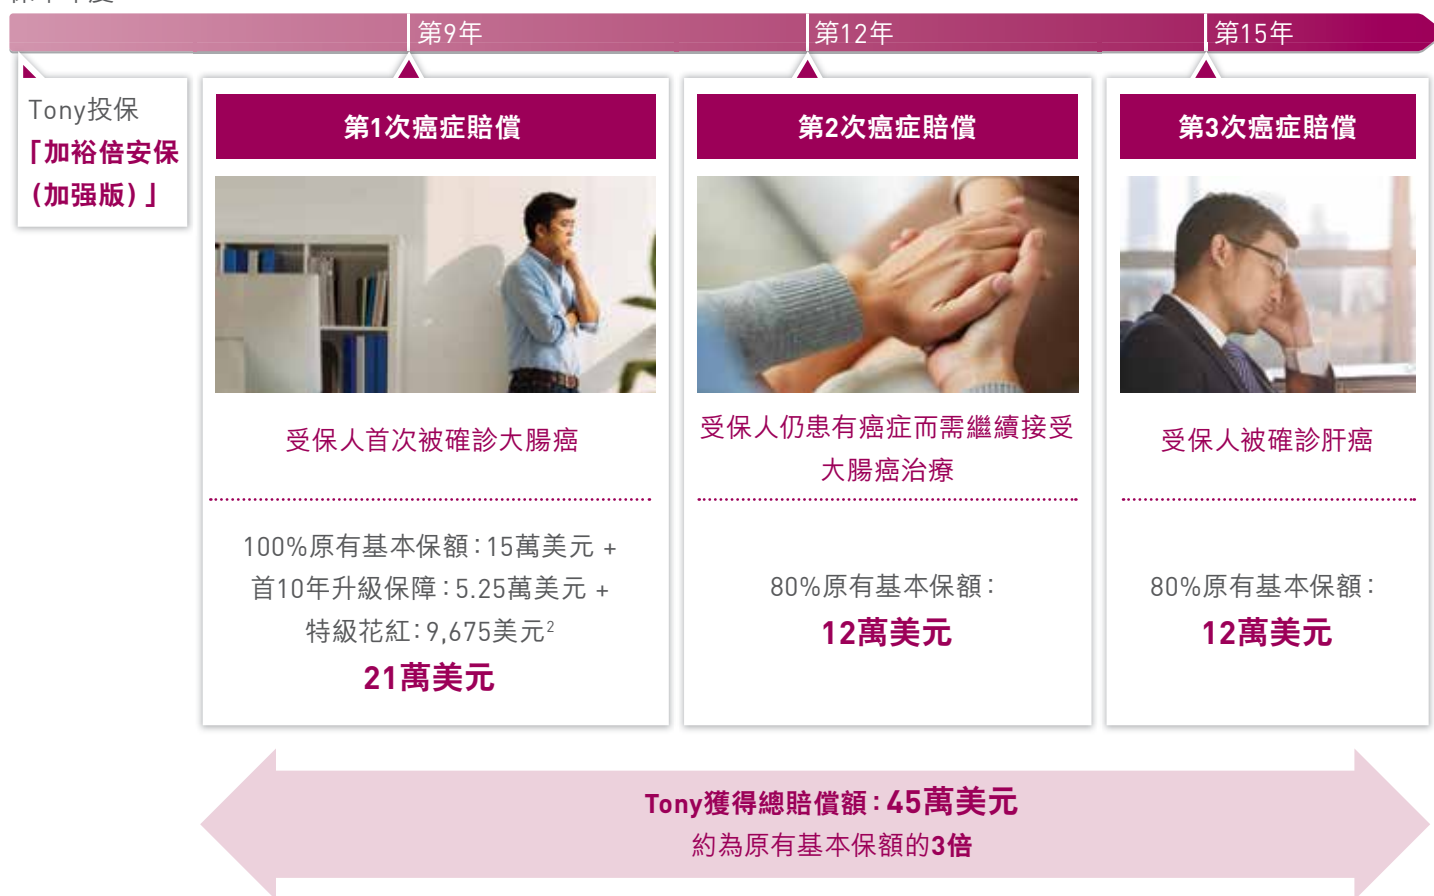 第9年
第12年
第15年
Tony投保
「加裕倍安保
（加强版）」
第1次癌症賠償
受保人首次被確診大腸癌
100%原有基本保額：15萬美元 +
首10年升級保障：5.25萬美元 +
特級花紅：9,675美元²
21萬美元
第2次癌症賠償
受保人仍患有癌症而需繼續接受
大腸癌治療
80%原有基本保額：
12萬美元
第3次癌症賠償
受保人被確診肝癌
80%原有基本保額：
12萬美元
Tony獲得總賠償額：45萬美元
約為原有基本保額的3倍